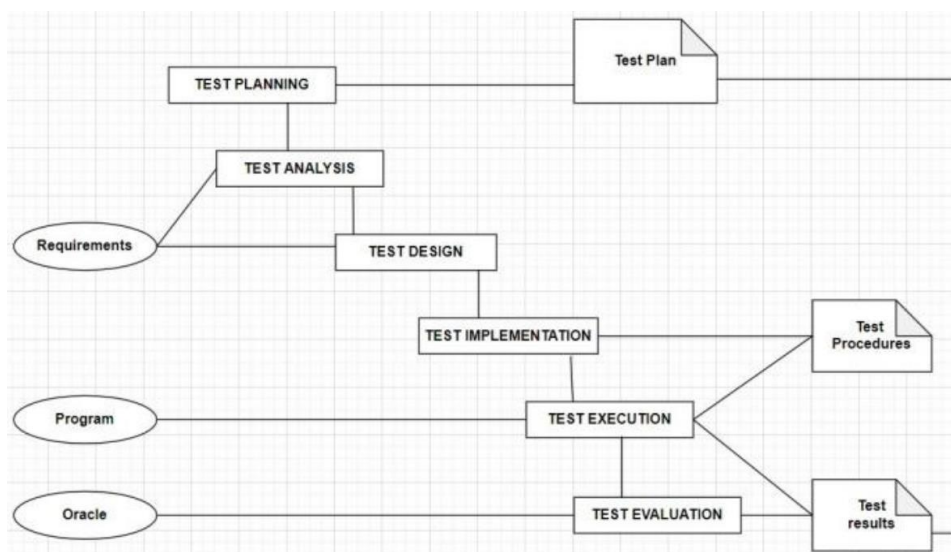 Test Plan
TEST PLANNING
TEST ANALYSIS
Requirements
TEST DESIGN
TEST IMPLEMENTATION
Test
Procedures
Program
TEST EXECUTION
Oracle
TEST EVALUATION
Test
results